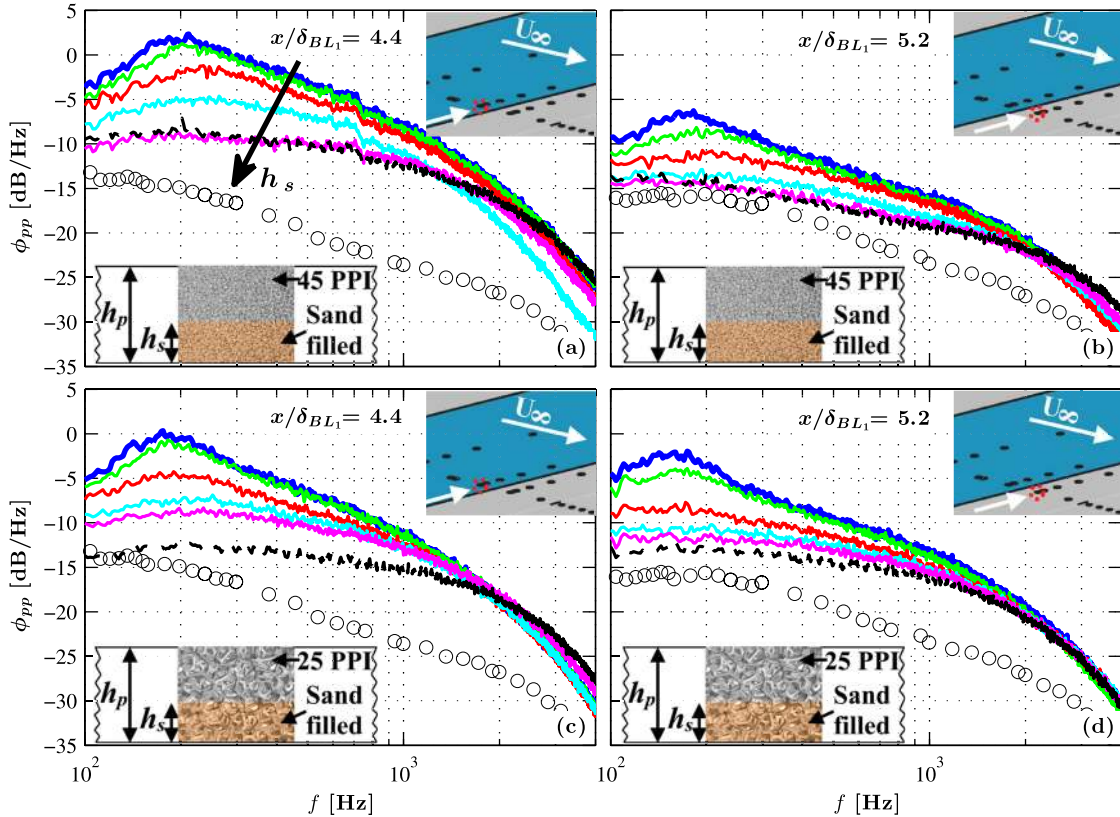 x/δBL₁= 4.4
U∞
h s
45 PPI
hp
hs
Sand
filled
(a)
5
0
−5
−10
−15
−20
−25
−30
−35
ϕpp [dB/Hz]
x/δBL₁= 5.2
U∞
45 PPI
hp
hs
Sand
filled
(b)
x/δBL₁= 4.4
U∞
25 PPI
hp
hs
Sand
filled
(c)
5
0
−5
−10
−15
−20
−25
−30
−35
ϕpp [dB/Hz]
10² 10³
f [Hz]
x/δBL₁= 5.2
U∞
25 PPI
hp
hs
Sand
filled
(d)
10² 10³
f [Hz]